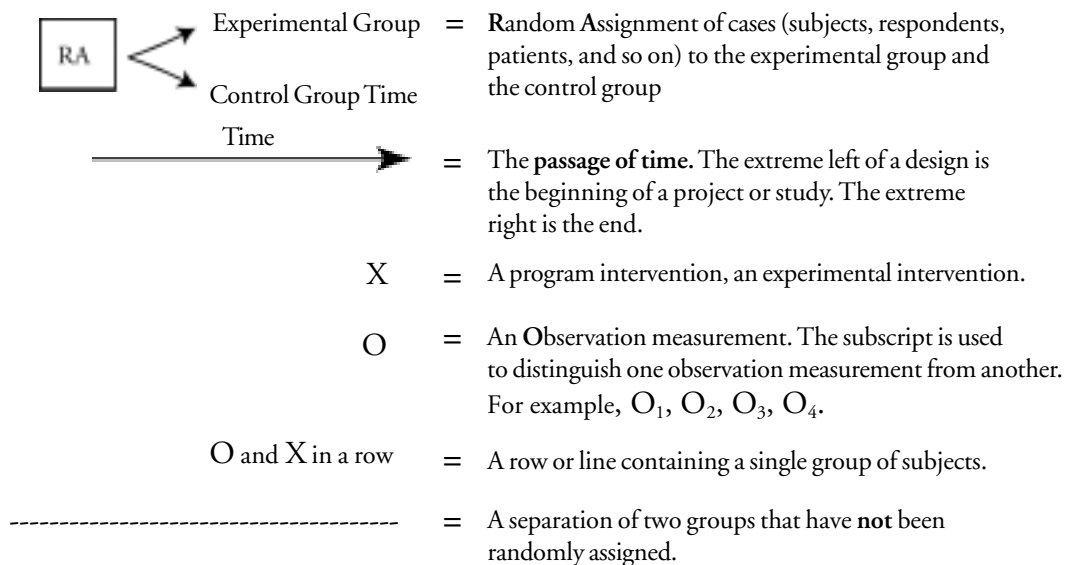 RA Experimental Group = Random Assignment of cases (subjects, respondents,
patients, and so on) to the experimental group and
Control Group Time the control group
Time
= The passage of time. The extreme left of a design is
the beginning of a project or study. The extreme
right is the end.
X = A program intervention, an experimental intervention.
O = An Observation measurement. The subscript is used
to distinguish one observation measurement from another.
For example, O₁, O₂, O₃, O₄.
O and X in a row = A row or line containing a single group of subjects.
= A separation of two groups that have not been
randomly assigned.